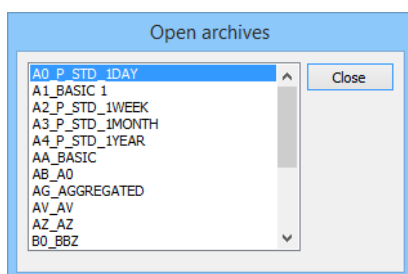 Open archives
A0_P_STD_1DAY
Close
A1_BASIC 1
A2_P_STD_1WEEK
A3_P_STD_1MONTH
A4_P_STD_1YEAR
AA_BASIC
AB_A0
AG_AGGREGATED
AV_AV
AZ_AZ
B0_BBZ